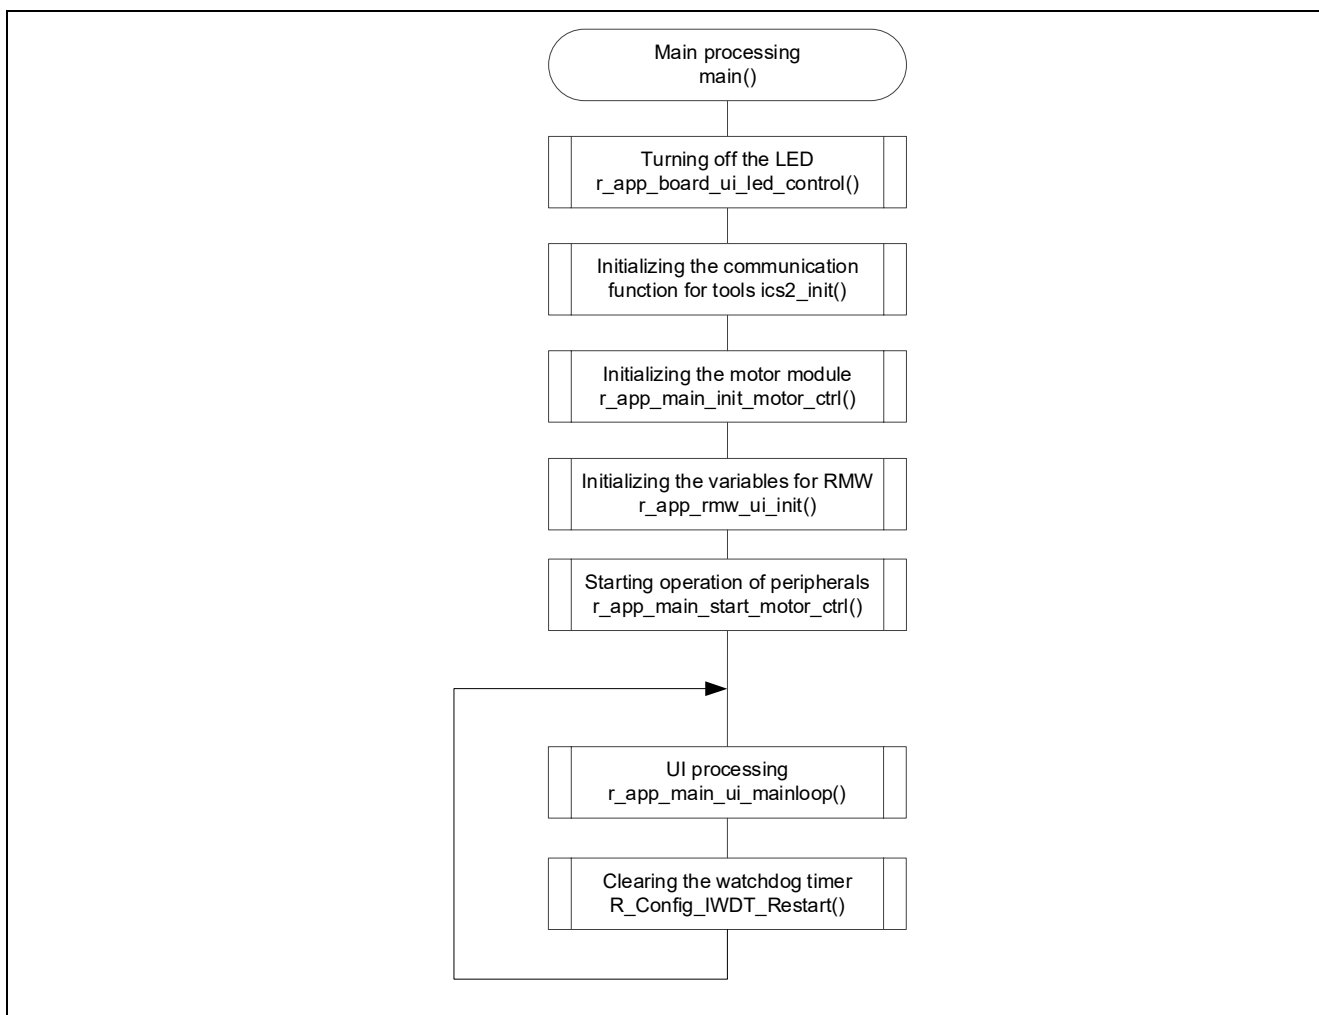 Main processing
main()
Turning off the LED
r_app_board_ui_led_control()
Initializing the communication
function for tools ics2_init()
Initializing the motor module
r_app_main_init_motor_ctrl()
Initializing the variables for RMW
r_app_rmw_ui_init()
Starting operation of peripherals
r_app_main_start_motor_ctrl()
UI processing
r_app_main_ui_mainloop()
Clearing the watchdog timer
R_Config_IWDT_Restart()